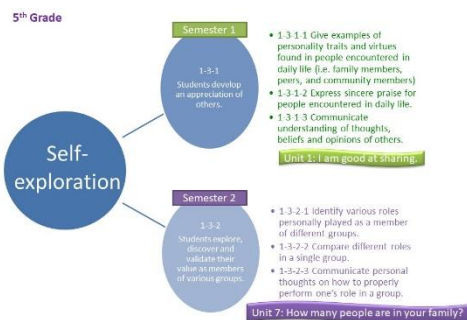 5th Grade
Semester 1
1-3-1
Students develop
an appreciation of
others.
• 1-3-1-1 Give examples of
personality traits and virtues
found in people encountered in
daily life (i.e. family members,
peers, and community members)
• 1-3-1-2 Express sincere praise for
people encountered in daily life.
• 1-3-1-3 Communicate
understanding of thoughts,
beliefs and opinions of others.
Unit 1: I am good at sharing.
Self-
exploration
Semester 2
1-3-2
Students explore,
discover and
validate their
value as members
of various groups.
• 1-3-2-1 Identify various roles
personally played as a member
of different groups.
• 1-3-2-2 Compare different roles
in a single group.
• 1-3-2-3 Communicate personal
thoughts on how to properly
perform one's role in a group.
Unit 7: How many people are in your family?